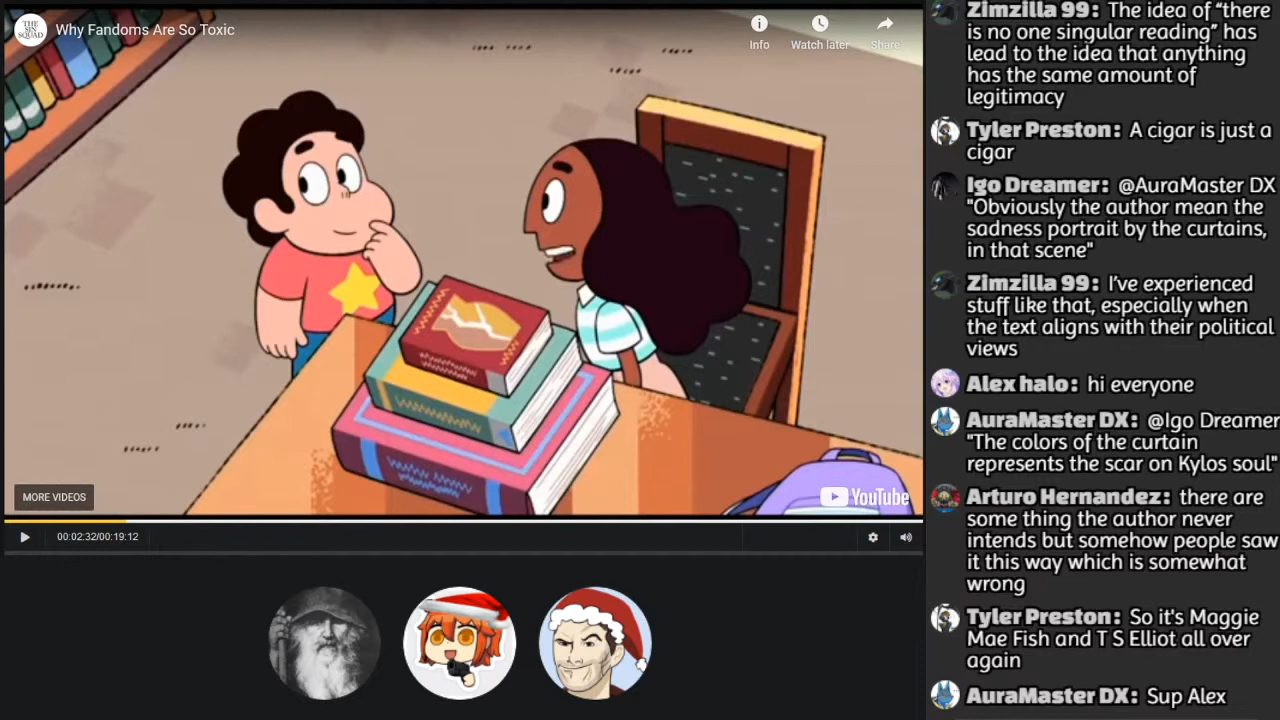 THE
SIN
SQUAD
Why Fandoms Are So Toxic
Info
Watch later
Share
MORE VIDEOS
YouTube
00:02:32/00:19:12
Zimzilla 99: The idea of “there
is no one singular reading” has
lead to the idea that anything
has the same amount of
legitimacy
Tyler Preston: A cigar is just a
cigar
Igo Dreamer: @AuraMaster DX
"Obviously the author mean the
sadness portrait by the curtains,
in that scene"
Zimzilla 99: I’ve experienced
stuff like that, especially when
the text aligns with their political
views
Alex halo: hi everyone
AuraMaster DX: @Igo Dreamer
"The colors of the curtain
represents the scar on Kylos soul"
Arturo Hernandez: there are
some thing the author never
intends but somehow people saw
it this way which is somewhat
wrong
Tyler Preston: So it's Maggie
Mae Fish and T S Elliot all over
again
AuraMaster DX: Sup Alex